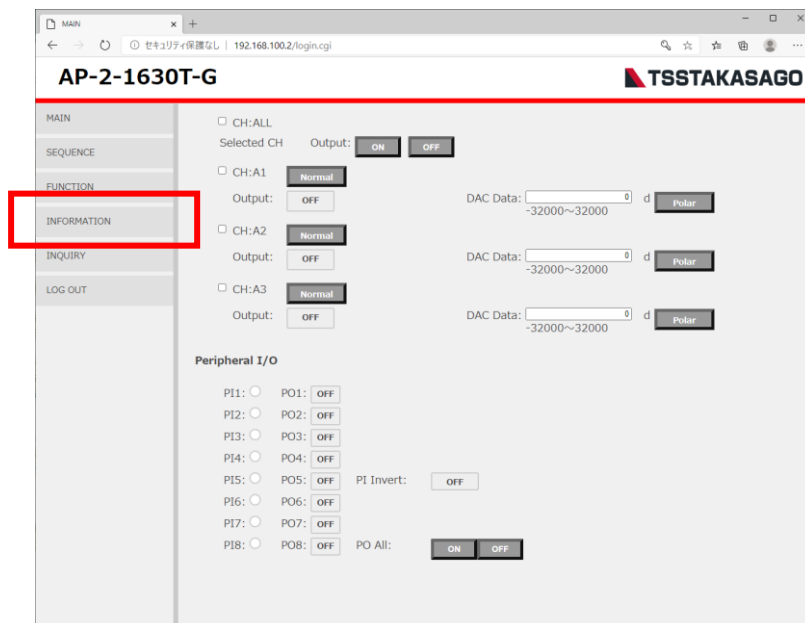 MAIN
セキュリティ保護なし | 192.168.100.2/login.cgi
AP-2-1630T-G
TSSTAKASAGO
MAIN
SEQUENCE
FUNCTION
INFORMATION
INQUIRY
LOG OUT
CH:ALL
Selected CH Output: ON OFF
CH:A1 Normal
Output: OFF DAC Data: 0 d Polar
-32000～32000
CH:A2 Normal
Output: OFF DAC Data: 0 d Polar
-32000～32000
CH:A3 Normal
Output: OFF DAC Data: 0 d Polar
-32000～32000
Peripheral I/O
PI1: PO1: OFF
PI2: PO2: OFF
PI3: PO3: OFF
PI4: PO4: OFF
PI5: PO5: OFF PI Invert: OFF
PI6: PO6: OFF
PI7: PO7: OFF
PI8: PO8: OFF PO All: ON OFF